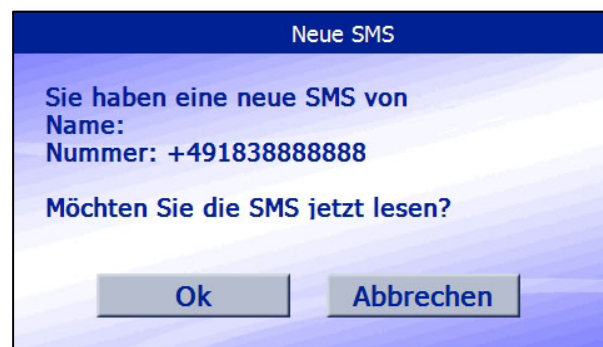 Neue SMS
Sie haben eine neue SMS von
Name:
Nummer: +491838888888
Möchten Sie die SMS jetzt lesen?
Ok
Abbrechen